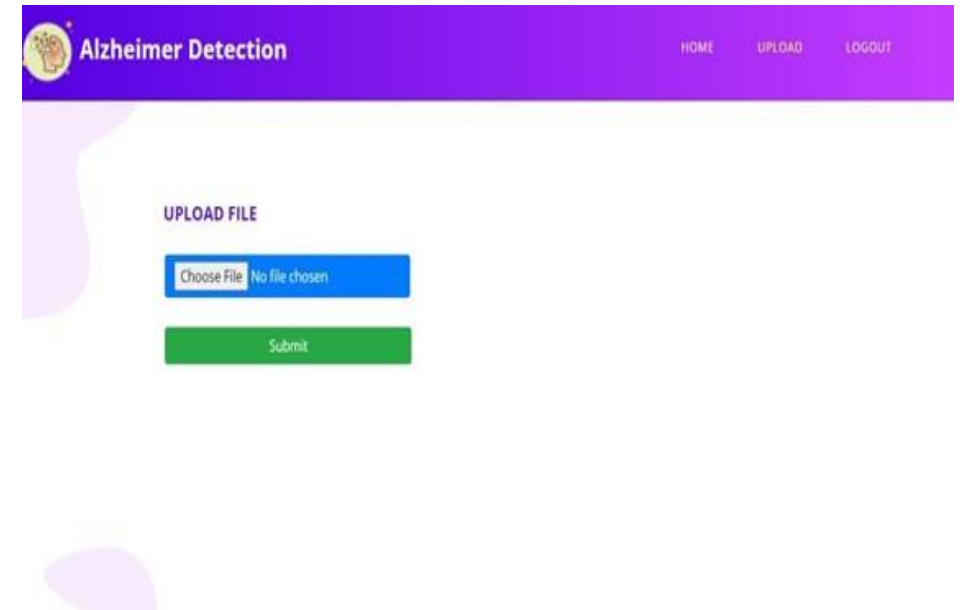 Alzheimer Detection
HOME UPLOAD LOGOUT
UPLOAD FILE
Choose File No file chosen
Submit